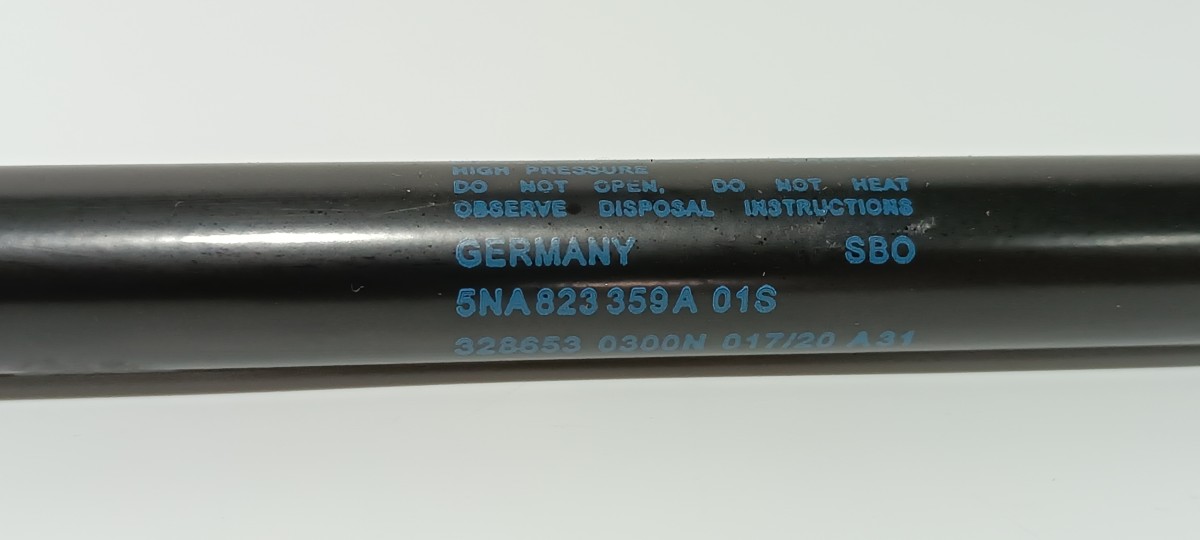 HIGH PRESSURE
DO NOT OPEN. DO NOT HEAT
OBSERVE DISPOSAL INSTRUCTIONS
GERMANY SBO
5NA 823 359 A 01S
328653 0300N 017/20 A31